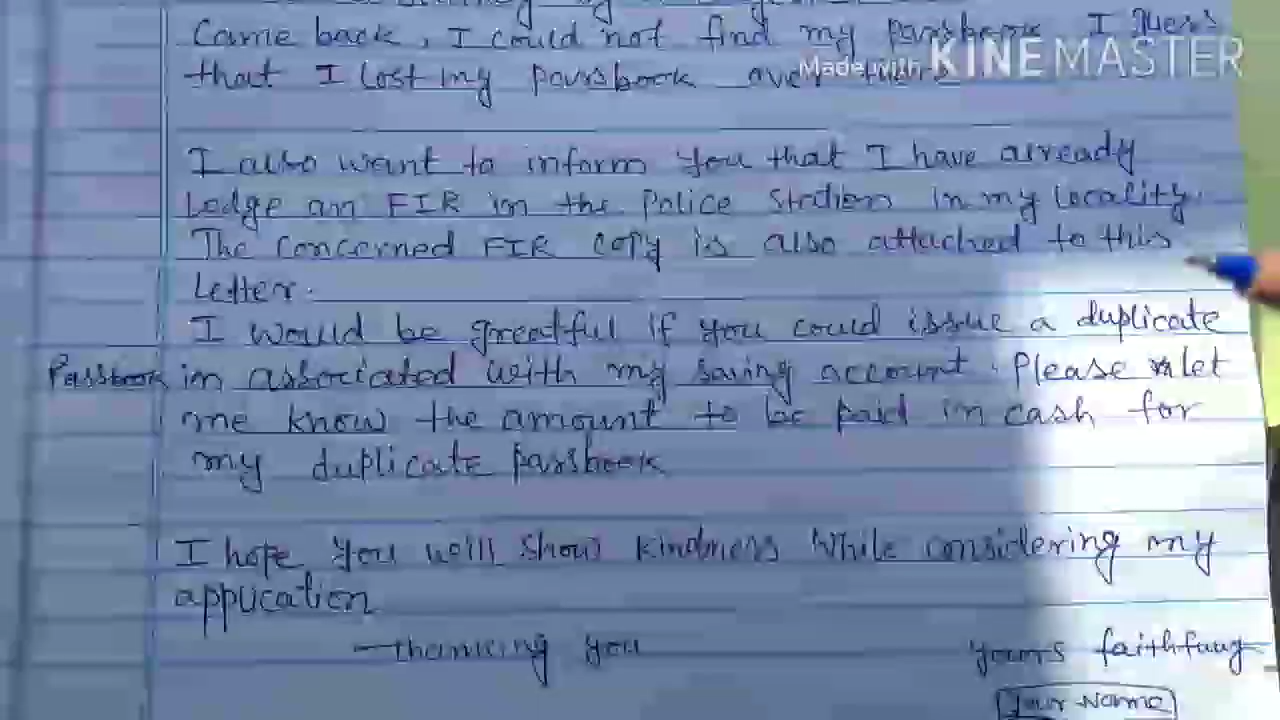 Came back, I could not find my passbook I guess
Made with KINEMASTER
that I lost my passbook over there
I also want to inform you that I have already
Lodge an FIR in the Police Station in my locality.
The concerned FIR copy is also attached to this
Letter.
I would be greatful if you could issue a duplicate
Passbook in associated with my saving account. Please let
me know the amount to be paid in cash for
my duplicate passbook
I hope you will show kindness while considering my
application
Thanking you
yours faithfully
Your Name